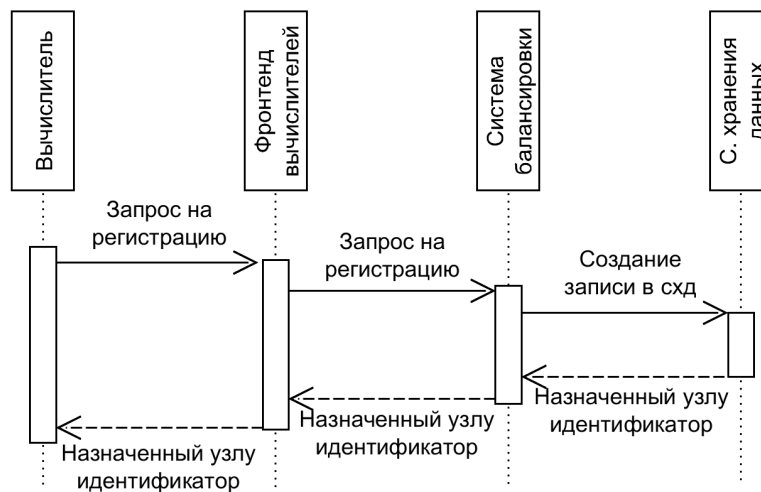 Вычислитель
Фронтенд
вычислителей
Система
балансировки
С. хранения
данных
Запрос на
регистрацию
Запрос на
регистрацию
Создание
записи в схд
Назначенный узлу
идентификатор
Назначенный узлу
идентификатор
Назначенный узлу
идентификатор